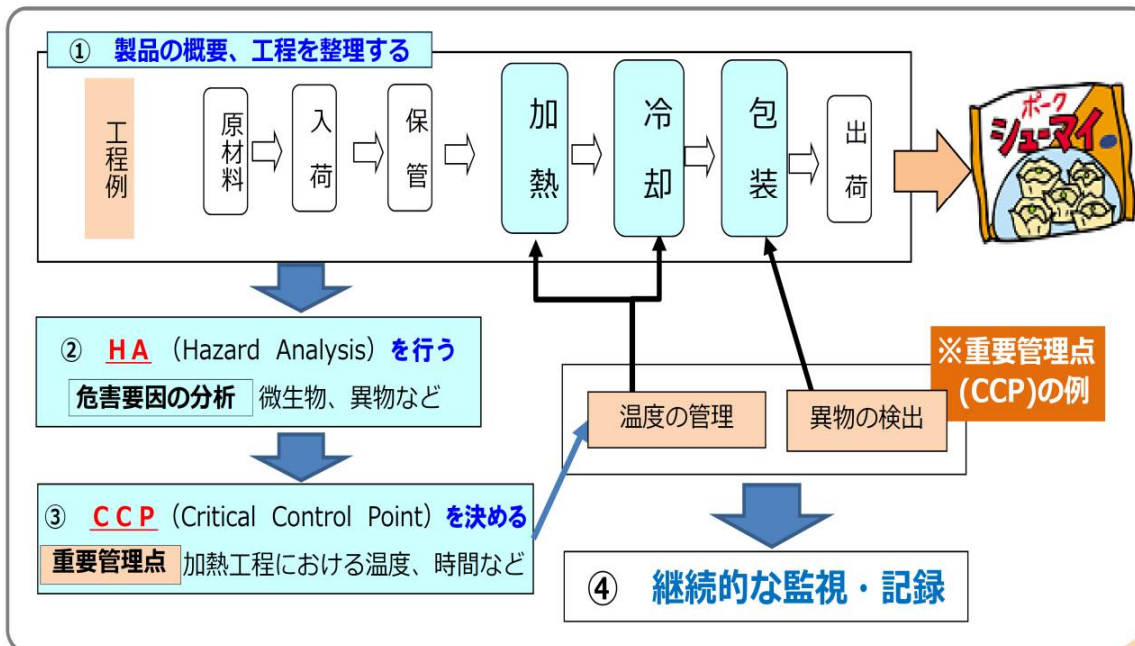 ① 製品の概要、工程を整理する
工程例
原材料
入荷
保管
加熱
冷却
包装
出荷
ポーク
シューマイ
② HA (Hazard Analysis) を行う
危害要因の分析 微生物、異物など
③ CCP (Critical Control Point) を決める
重要管理点 加熱工程における温度、時間など
※重要管理点
(CCP)の例
温度の管理
異物の検出
④ 継続的な監視・記録